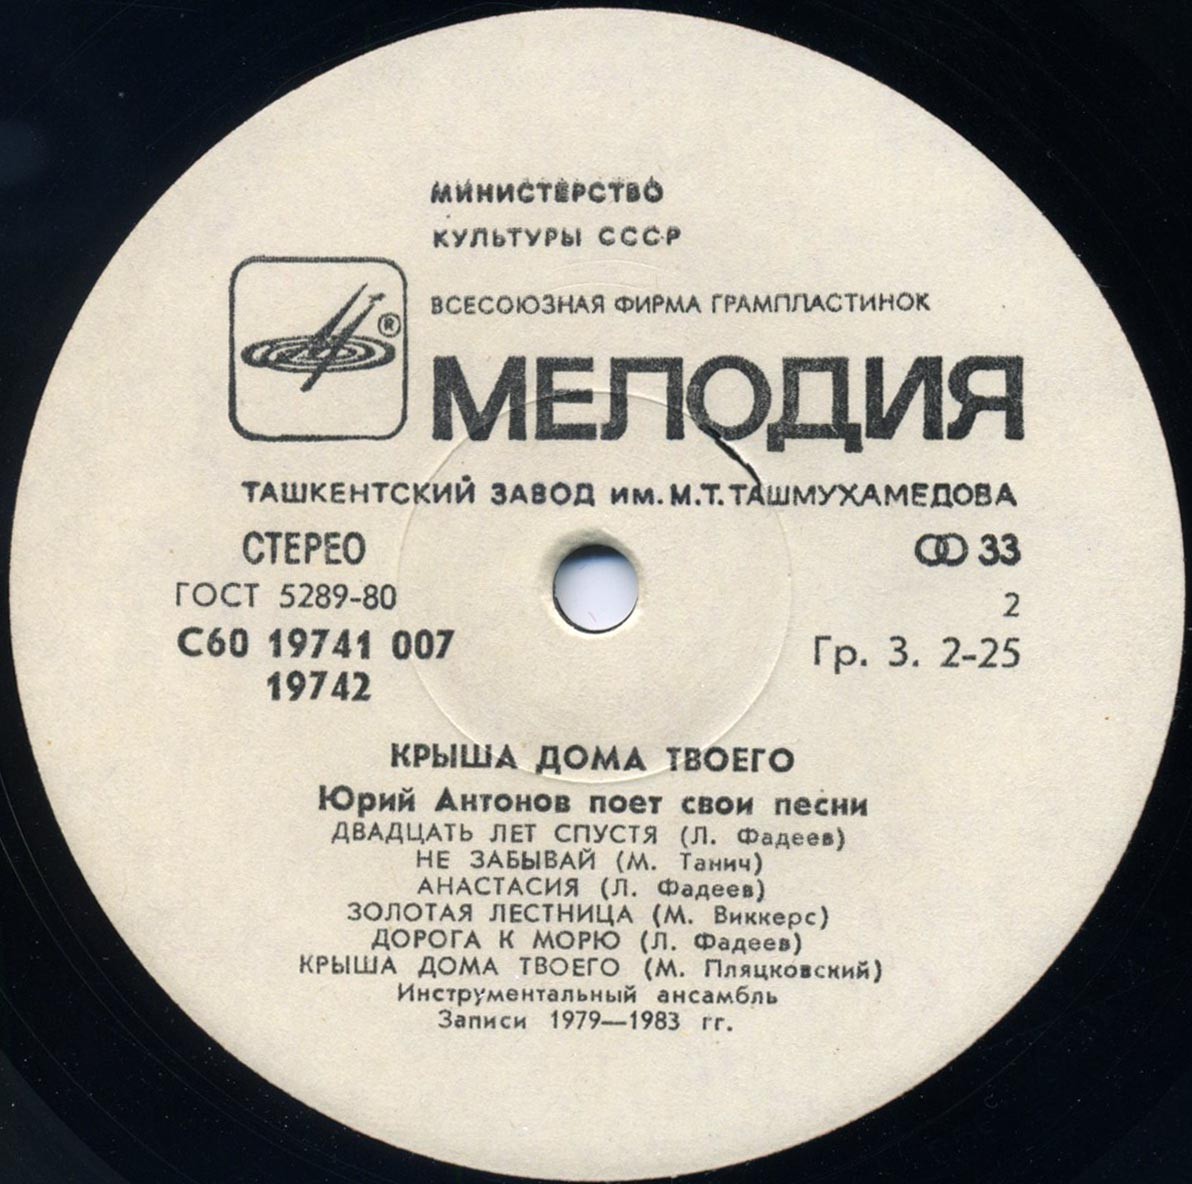 МИНИСТЕРСТВО
КУЛЬТУРЫ СССР
ВСЕСОЮЗНАЯ ФИРМА ГРАМПЛАСТИНОК
®
МЕЛОДИЯ
ТАШКЕНТСКИЙ ЗАВОД им. М.Т. ТАШМУХАМЕДОВА
СТЕРЕО
33
ГОСТ 5289-80
2
С60 19741 007
Гр. 3. 2-25
19742
КРЫША ДОМА ТВОЕГО
Юрий Антонов поет свои песни
ДВАДЦАТЬ ЛЕТ СПУСТЯ (Л. Фадеев)
НЕ ЗАБЫВАЙ (М. Танич)
АНАСТАСИЯ (Л. Фадеев)
ЗОЛОТАЯ ЛЕСТНИЦА (М. Виккерс)
ДОРОГА К МОРЮ (Л. Фадеев)
КРЫША ДОМА ТВОЕГО (М. Пляцковский)
Инструментальный ансамбль
Записи 1979—1983 гг.